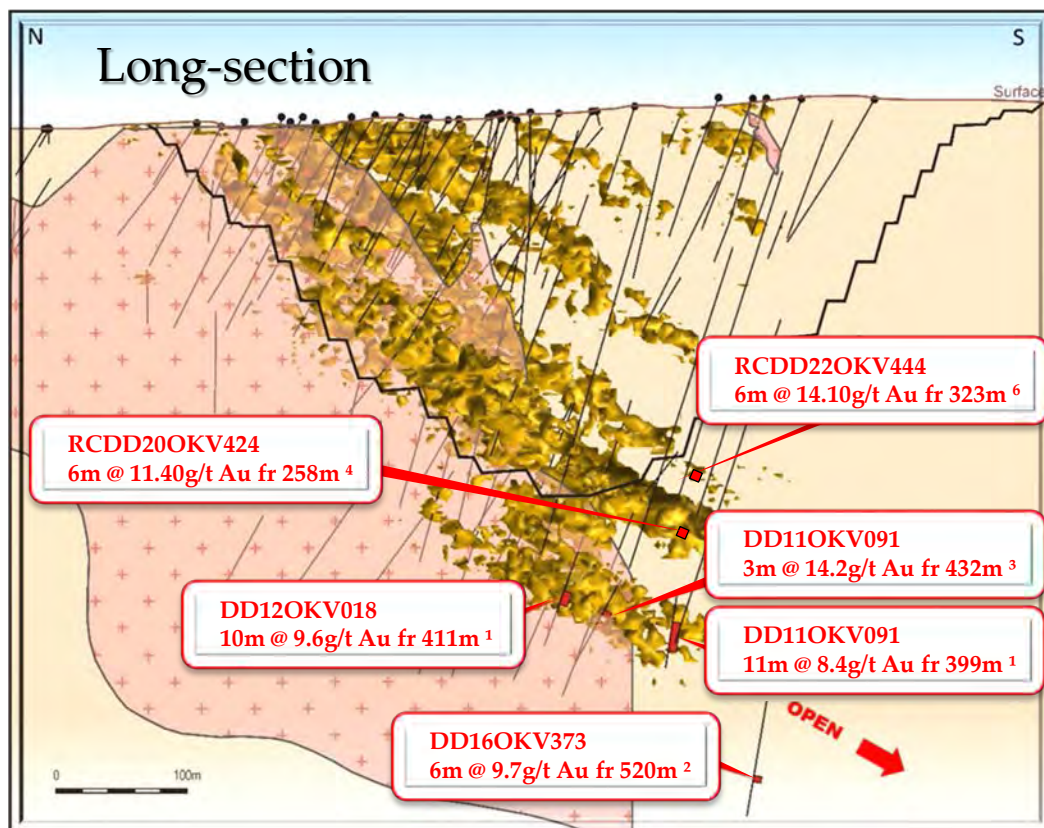 N
S
Long-section
Surface
RCDD22OKV444
6m @ 14.10g/t Au fr 323m ⁶
RCDD20OKV424
6m @ 11.40g/t Au fr 258m ⁴
DD11OKV091
3m @ 14.2g/t Au fr 432m ³
DD12OKV018
10m @ 9.6g/t Au fr 411m ¹
DD11OKV091
11m @ 8.4g/t Au fr 399m ¹
OPEN
DD16OKV373
6m @ 9.7g/t Au fr 520m ²
0 100m